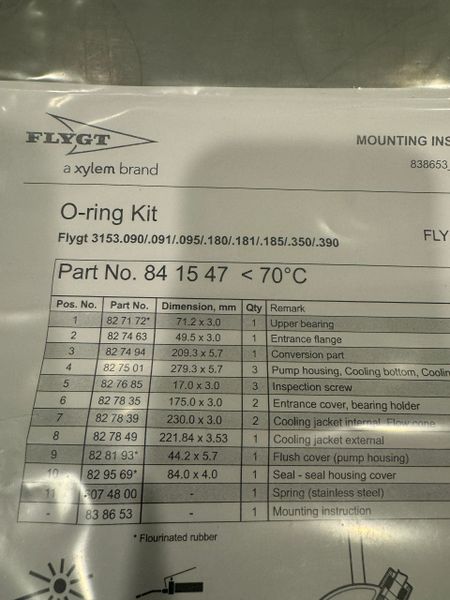 FLYGT
a xylem brand
MOUNTING INS
838653_
O-ring Kit
Flygt 3153.090/.091/.095/.180/.181/.185/.350/.390
FLY
Part No. 84 15 47 < 70°C
Pos. No. Part No. Dimension, mm Qty Remark
1 82 71 72* 71.2 x 3.0 1 Upper bearing
2 82 74 63 49.5 x 3.0 1 Entrance flange
3 82 74 94 209.3 x 5.7 1 Conversion part
4 82 75 01 279.3 x 5.7 3 Pump housing, Cooling bottom, Coolin
5 82 76 85 17.0 x 3.0 3 Inspection screw
6 82 78 35 175.0 x 3.0 2 Entrance cover, bearing holder
7 82 78 39 230.0 x 3.0 2 Cooling jacket internal, Flow cone
8 82 78 49 221.84 x 3.53 1 Cooling jacket external
9 82 81 93* 44.2 x 5.7 1 Flush cover (pump housing)
10 82 95 69* 84.0 x 4.0 1 Seal - seal housing cover
11 607 48 00 - 1 Spring (stainless steel)
- 83 86 53 - 1 Mounting instruction
* Flourinated rubber